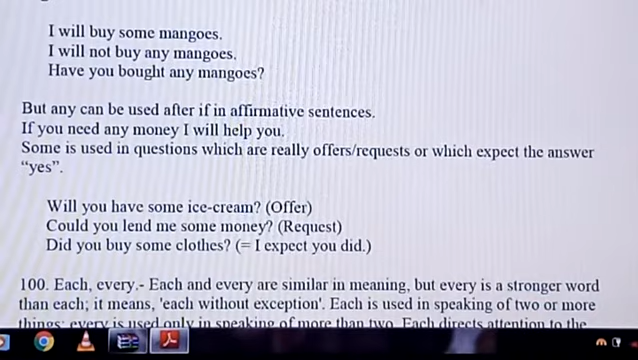 I will buy some mangoes.
I will not buy any mangoes.
Have you bought any mangoes?
But any can be used after if in affirmative sentences.
If you need any money I will help you.
Some is used in questions which are really offers/requests or which expect the answer
“yes”.
Will you have some ice-cream? (Offer)
Could you lend me some money? (Request)
Did you buy some clothes? (= I expect you did.)
100. Each, every.- Each and every are similar in meaning, but every is a stronger word
than each; it means, 'each without exception'. Each is used in speaking of two or more
things; every is used only in speaking of more than two. Each directs attention to the